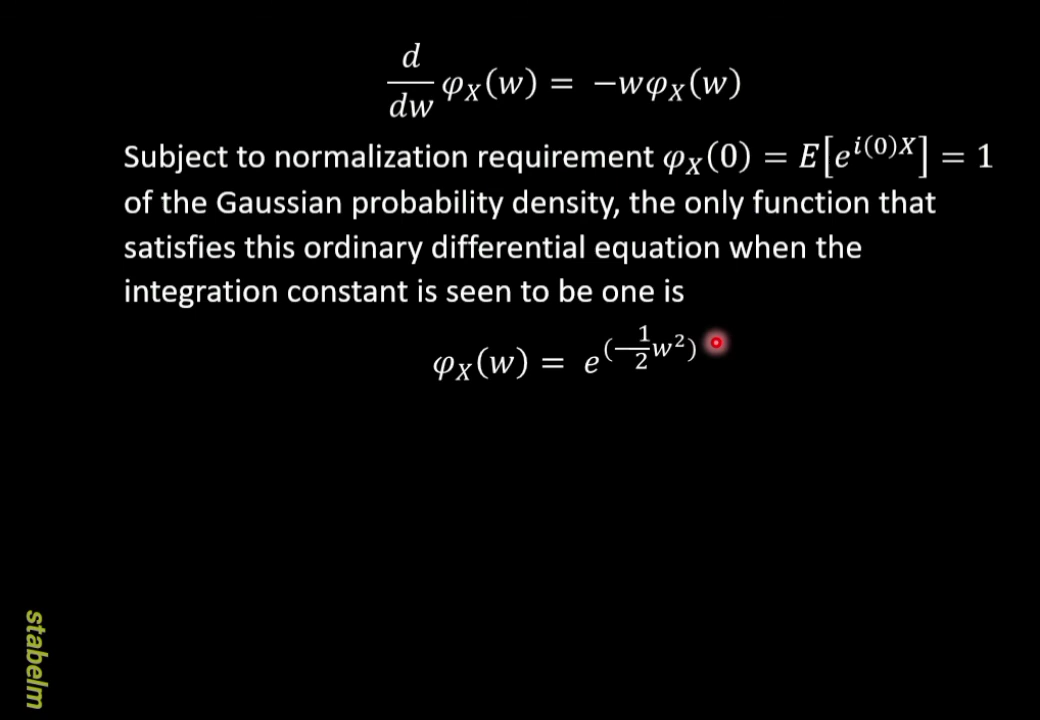 d/dw φ_X(w) = −wφ_X(w)
Subject to normalization requirement φ_X(0) = E[e^{i(0)X}] = 1
of the Gaussian probability density, the only function that
satisfies this ordinary differential equation when the
integration constant is seen to be one is
φ_X(w) = e^{(−1/2 w²)}
stabelm